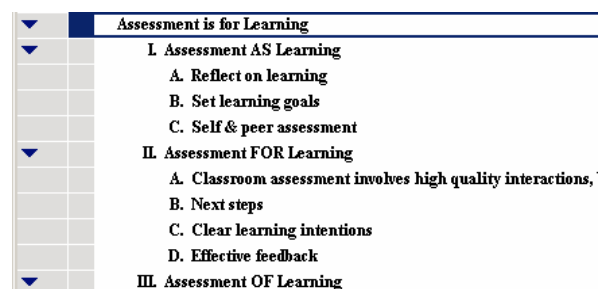 Assessment is for Learning
I. Assessment AS Learning
A. Reflect on learning
B. Set learning goals
C. Self & peer assessment
II. Assessment FOR Learning
A. Classroom assessment involves high quality interactions,
B. Next steps
C. Clear learning intentions
D. Effective feedback
III. Assessment OF Learning